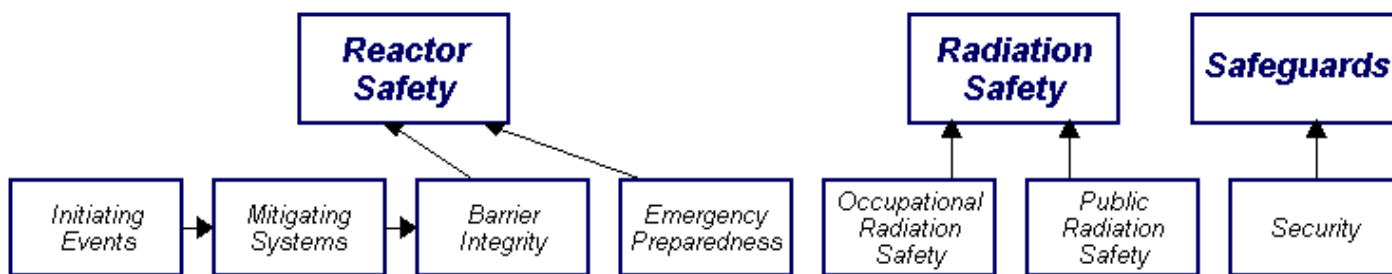 Reactor
Safety
Radiation
Safety
Safeguards
Initiating
Events
Mitigating
Systems
Barrier
Integrity
Emergency
Preparedness
Occupational
Radiation
Safety
Public
Radiation
Safety
Security